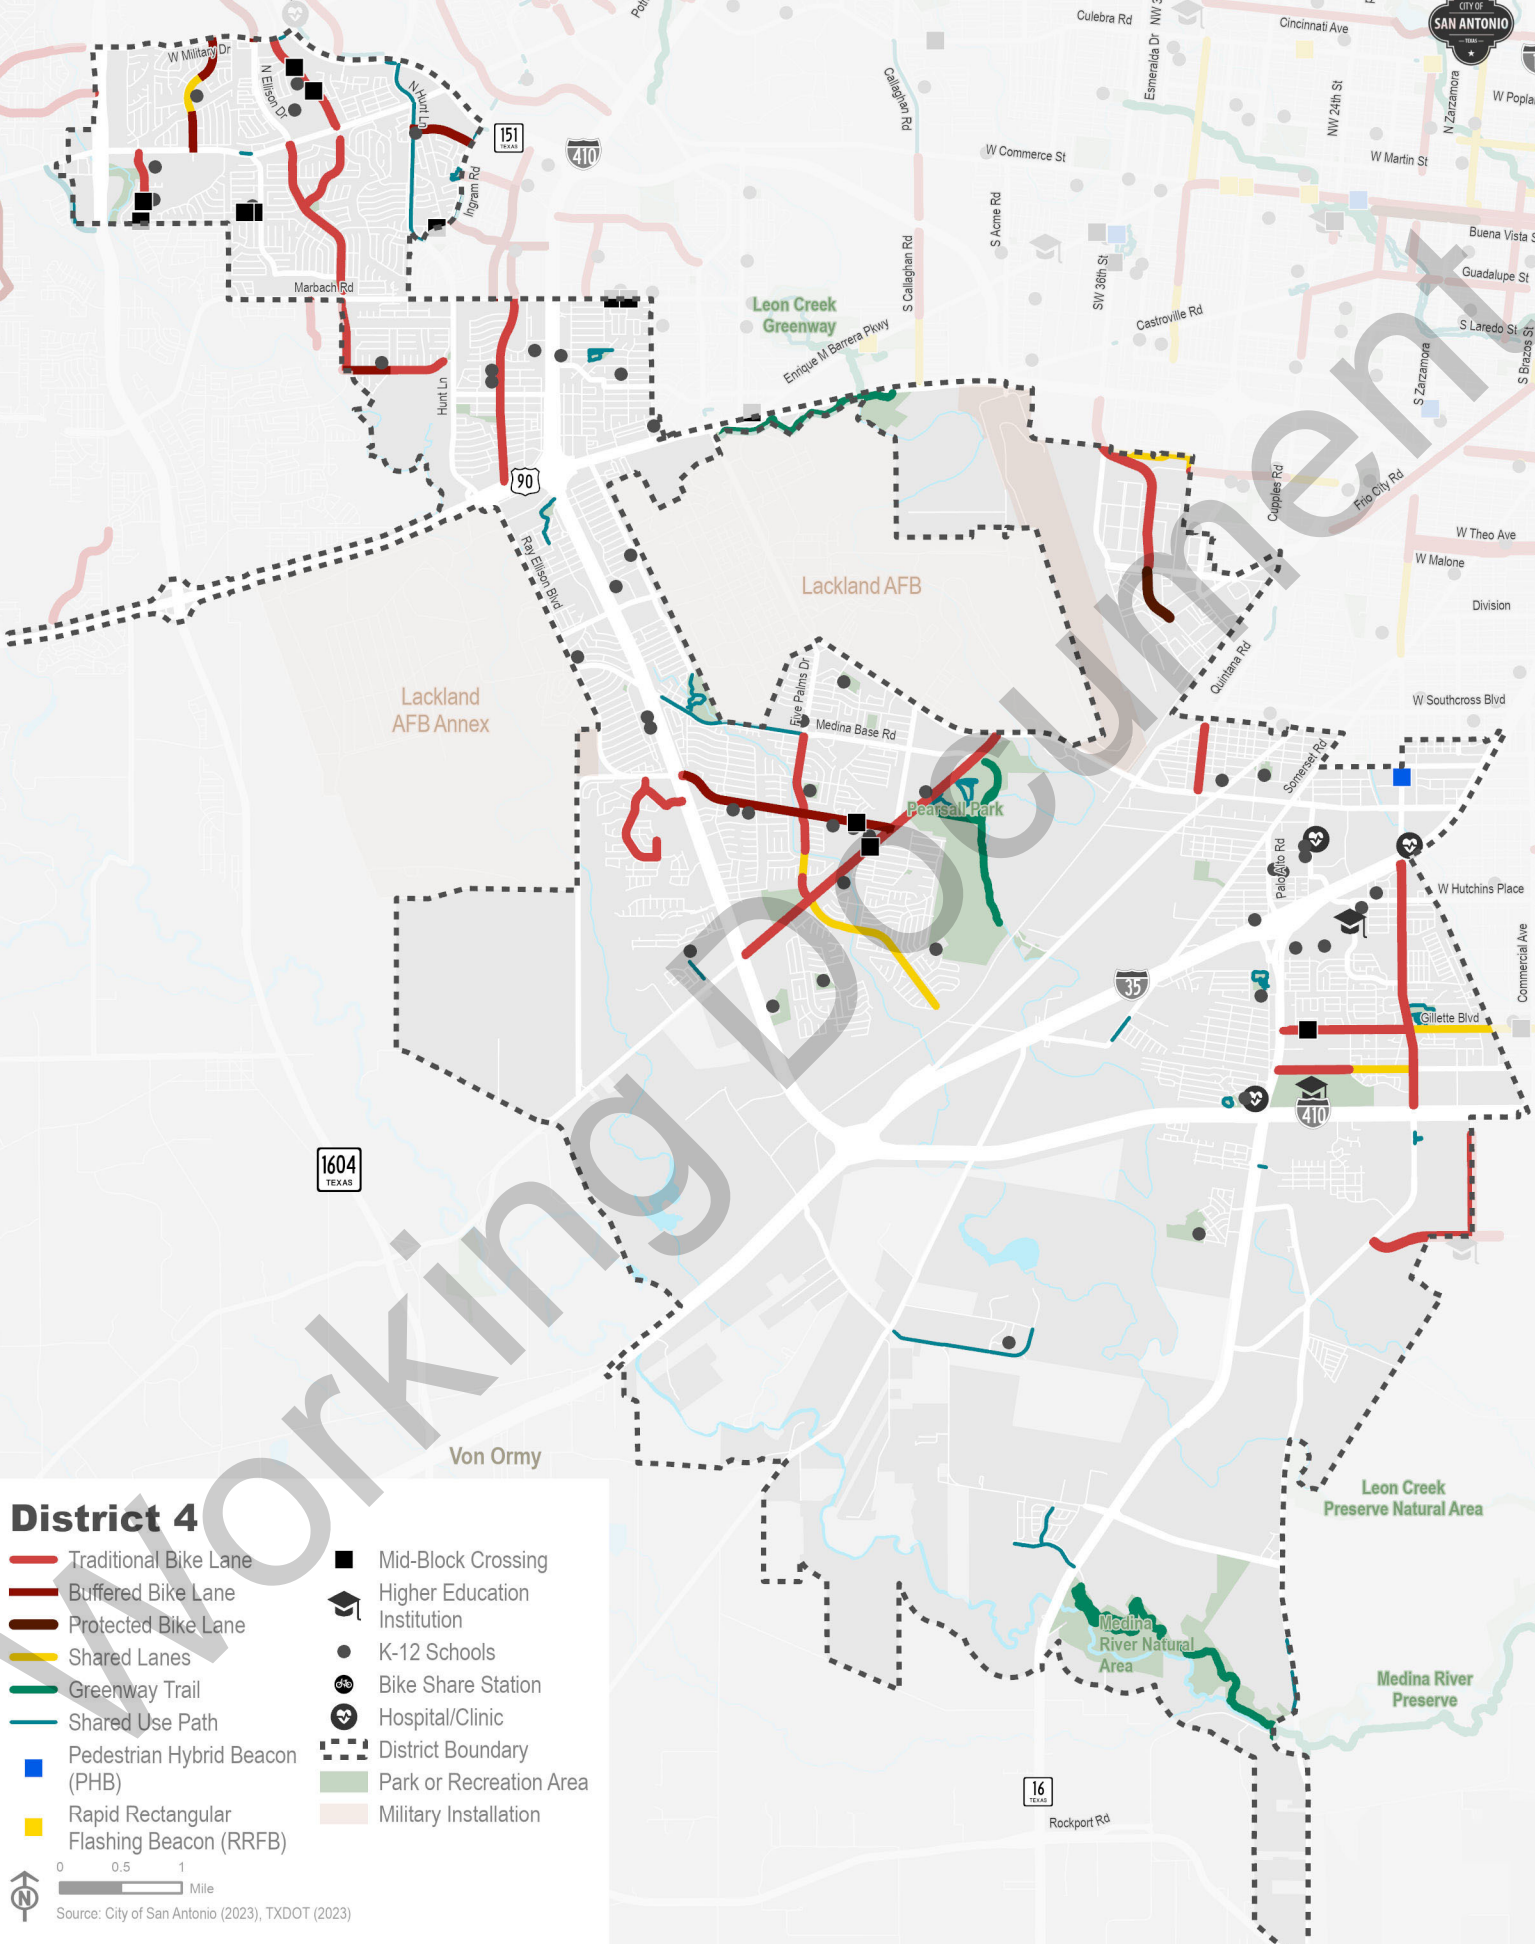 CITY OF
SAN ANTONIO
TEXAS
Culebra Rd
Cincinnati Ave
Esmeralda Dr
NW 3
W Military Dr
N Ellison Dr
N Hunt Ln
Callaghan Rd
NW 24th St
N Zarzamora
W Popla
151
TEXAS
410
W Commerce St
W Martin St
Ingram Rd
S Acme Rd
Buena Vista S
Guadalupe St
S Callaghan Rd
SW 36th St
Marbach Rd
Leon Creek
Greenway
Castroville Rd
S Laredo St
Enrique M Barrera Pkwy
S Zarzamora
S Brazos St
Hunt Ln
90
Cupples Rd
Frio City Rd
W Theo Ave
W Malone
Ray Ellison Blvd
Lackland AFB
Division
Quintana Rd
Lackland
AFB Annex
Five Palms Dr
Medina Base Rd
W Southcross Blvd
Somerset Rd
Pearsall Park
Palo Alto Rd
W Hutchins Place
Commercial Ave
35
Gillette Blvd
410
1604
TEXAS
Von Ormy
Leon Creek
Preserve Natural Area
Medina
River Natural
Area
Medina River
Preserve
16
TEXAS
Rockport Rd
Working Document
District 4
Traditional Bike Lane
Buffered Bike Lane
Protected Bike Lane
Shared Lanes
Greenway Trail
Shared Use Path
Pedestrian Hybrid Beacon
(PHB)
Rapid Rectangular
Flashing Beacon (RRFB)
Mid-Block Crossing
Higher Education
Institution
K-12 Schools
Bike Share Station
Hospital/Clinic
District Boundary
Park or Recreation Area
Military Installation
0 0.5 1
Mile
N
Source: City of San Antonio (2023), TXDOT (2023)